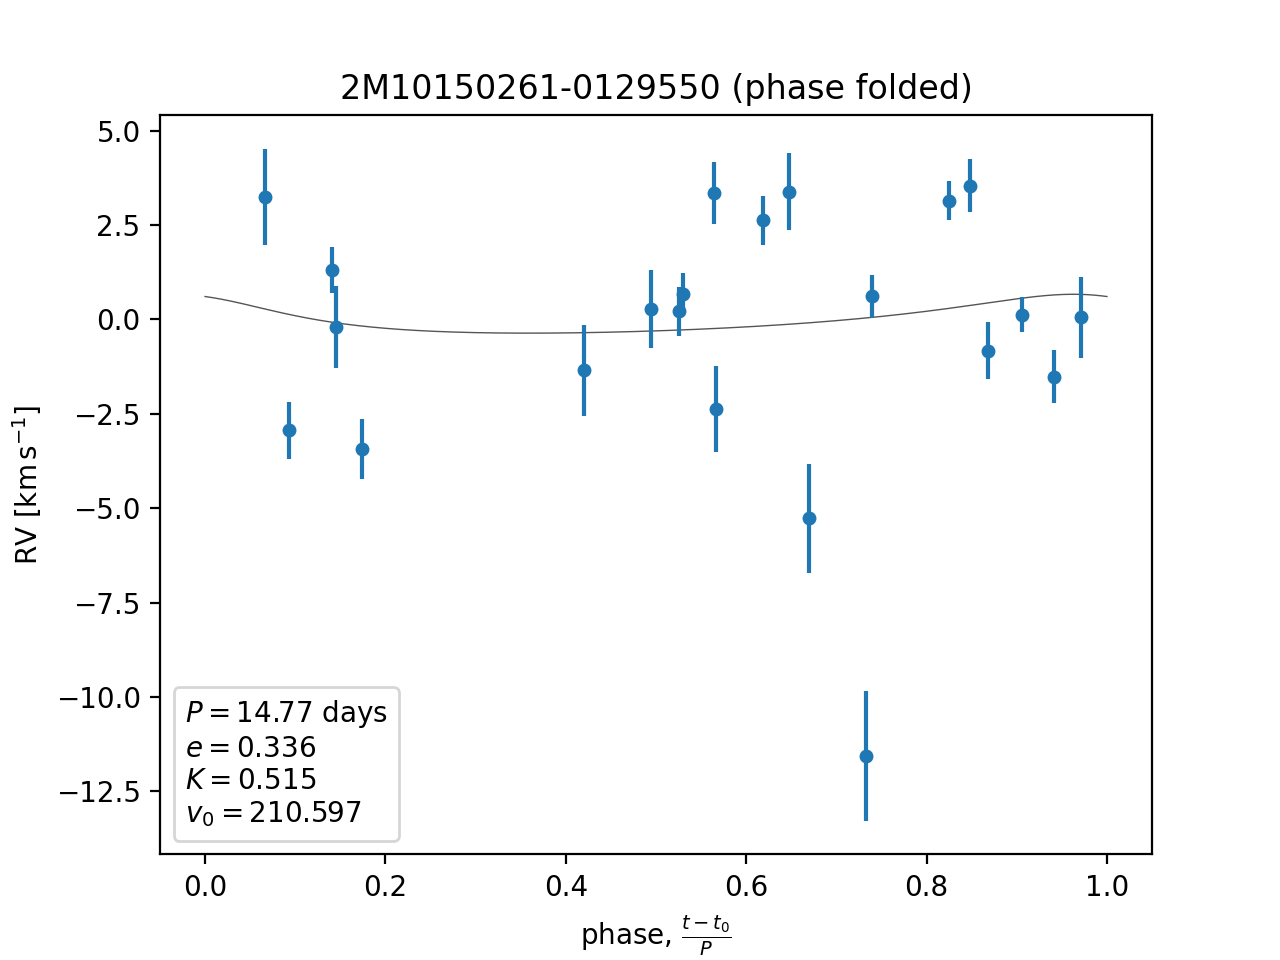 2M10150261-0129550 (phase folded)
5.0
2.5
0.0
−2.5
−5.0
−7.5
−10.0
−12.5
RV [km s−1]
P = 14.77 days
e = 0.336
K = 0.515
v0 = 210.597
0.0 0.2 0.4 0.6 0.8 1.0
phase, t − t0 / P